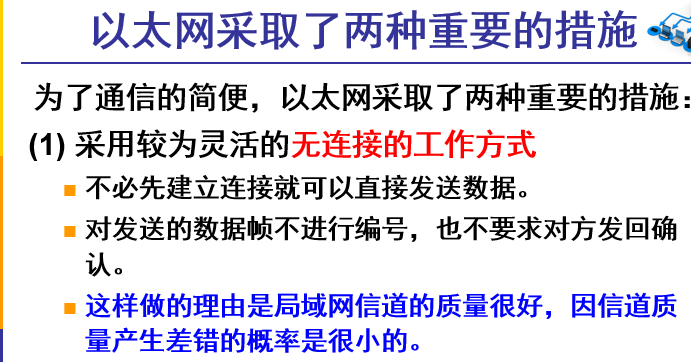 以太网采取了两种重要的措施
为了通信的简便，以太网采取了两种重要的措施：
(1) 采用较为灵活的无连接的工作方式
不必先建立连接就可以直接发送数据。
对发送的数据帧不进行编号，也不要求对方发回确
认。
这样做的理由是局域网信道的质量很好，因信道质
量产生差错的概率是很小的。